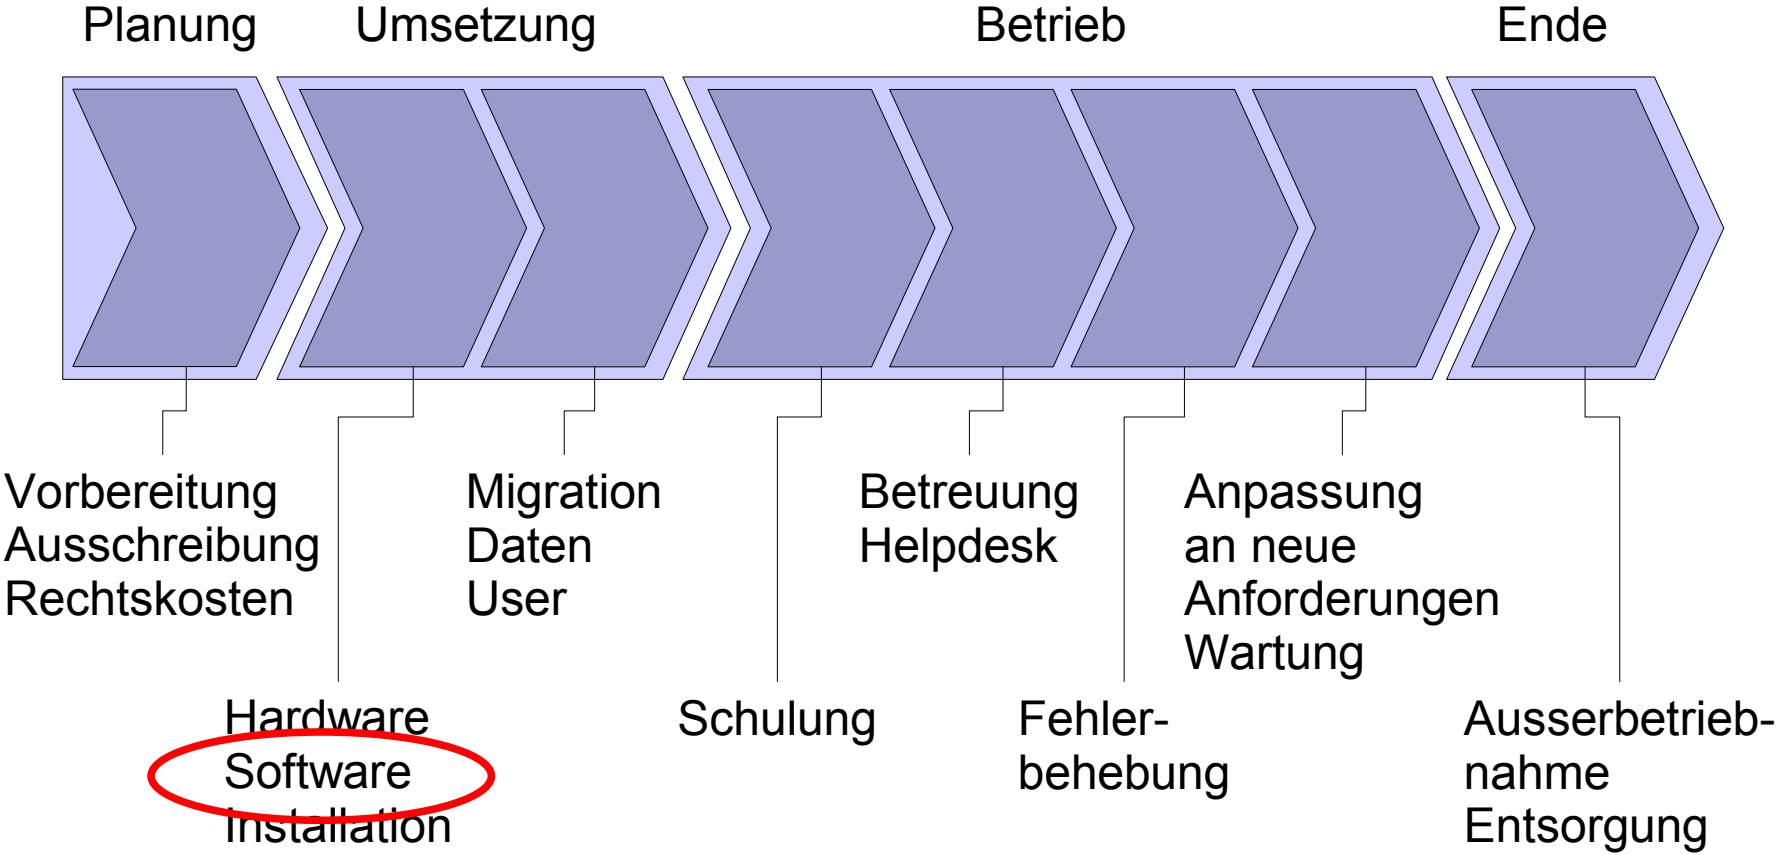 Planung
Umsetzung
Betrieb
Ende
Vorbereitung
Ausschreibung
Rechtskosten
Hardware
Software
Installation
Migration
Daten
User
Schulung
Betreuung
Helpdesk
Fehler-
behebung
Anpassung
an neue
Anforderungen
Wartung
Ausserbetrieb-
nahme
Entsorgung